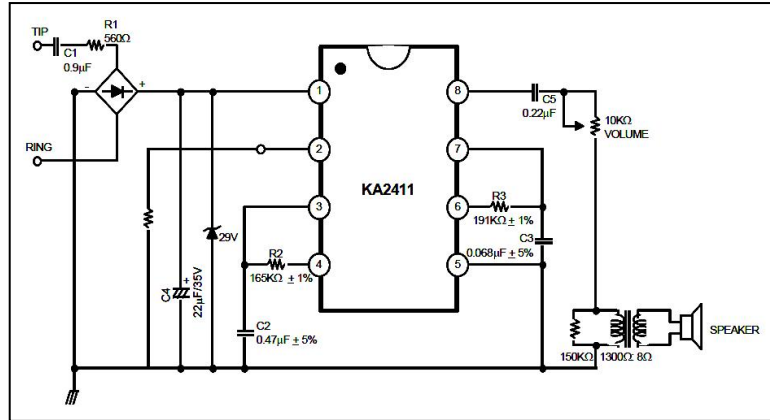 TIP
R1
560Ω
C1
0.9µF
-
+
RING
1
2
3
4
8
7
6
5
KA2411
C5
0.22µF
10KΩ
VOLUME
R3
191KΩ ± 1%
C3
0.068µF ± 5%
29V
R2
165KΩ ± 1%
C4
+
22µF/35V
C2
0.47µF ± 5%
150KΩ
1300Ω: 8Ω
SPEAKER